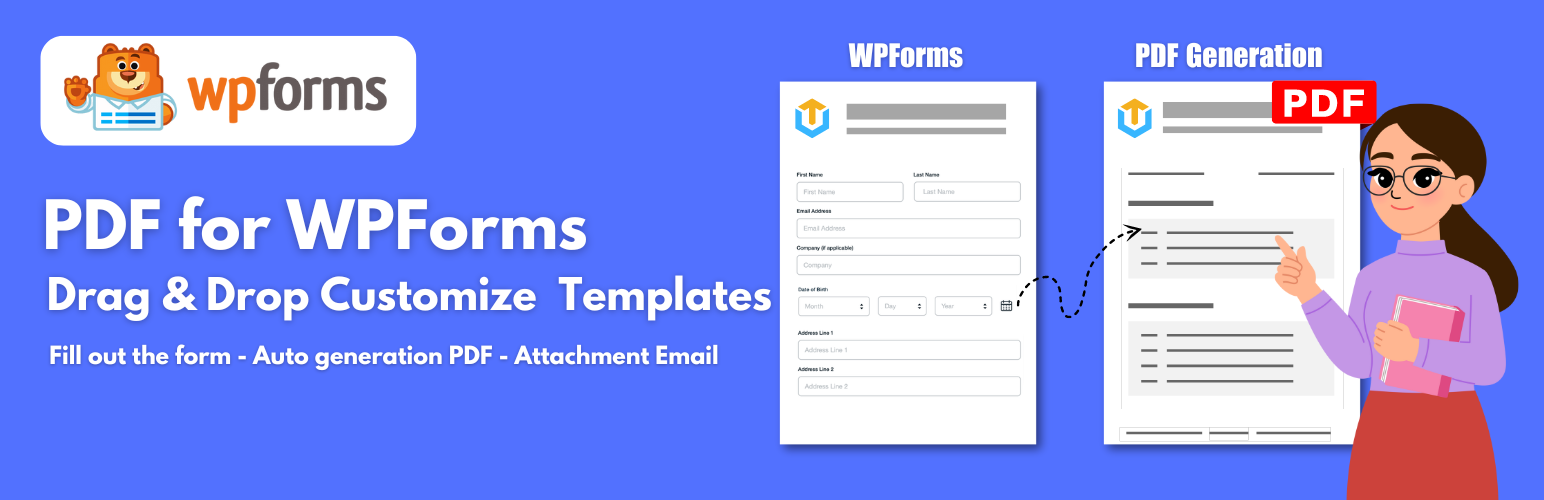 wpforms
PDF for WPForms
Drag & Drop Customize Templates
Fill out the form - Auto generation PDF - Attachment Email
WPForms
First Name
Last Name
First Name
Last Name
Email Address
Email Address
Company (if applicable)
Company
Date of Birth
Month
Day
Year
Address Line 1
Address Line 1
Address Line 2
Address Line 2
PDF Generation
PDF